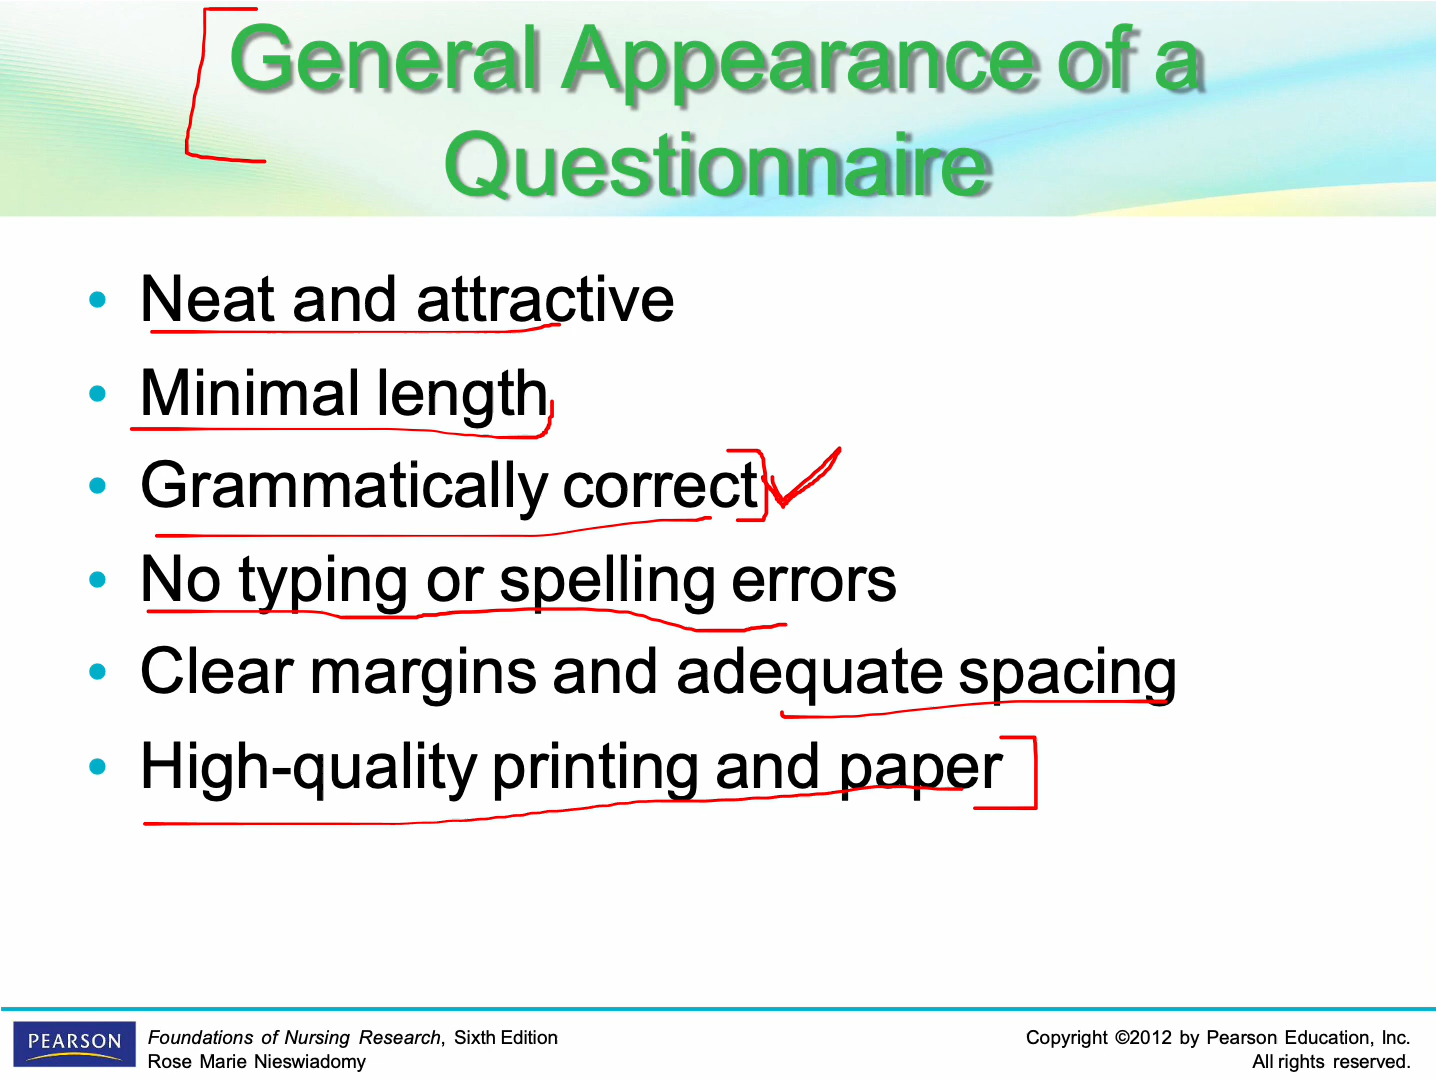 General Appearance of a
Questionnaire
• Neat and attractive
• Minimal length
• Grammatically correct
• No typing or spelling errors
• Clear margins and adequate spacing
• High-quality printing and paper
PEARSON
Foundations of Nursing Research, Sixth Edition
Rose Marie Nieswiadomy
Copyright ©2012 by Pearson Education, Inc.
All rights reserved.